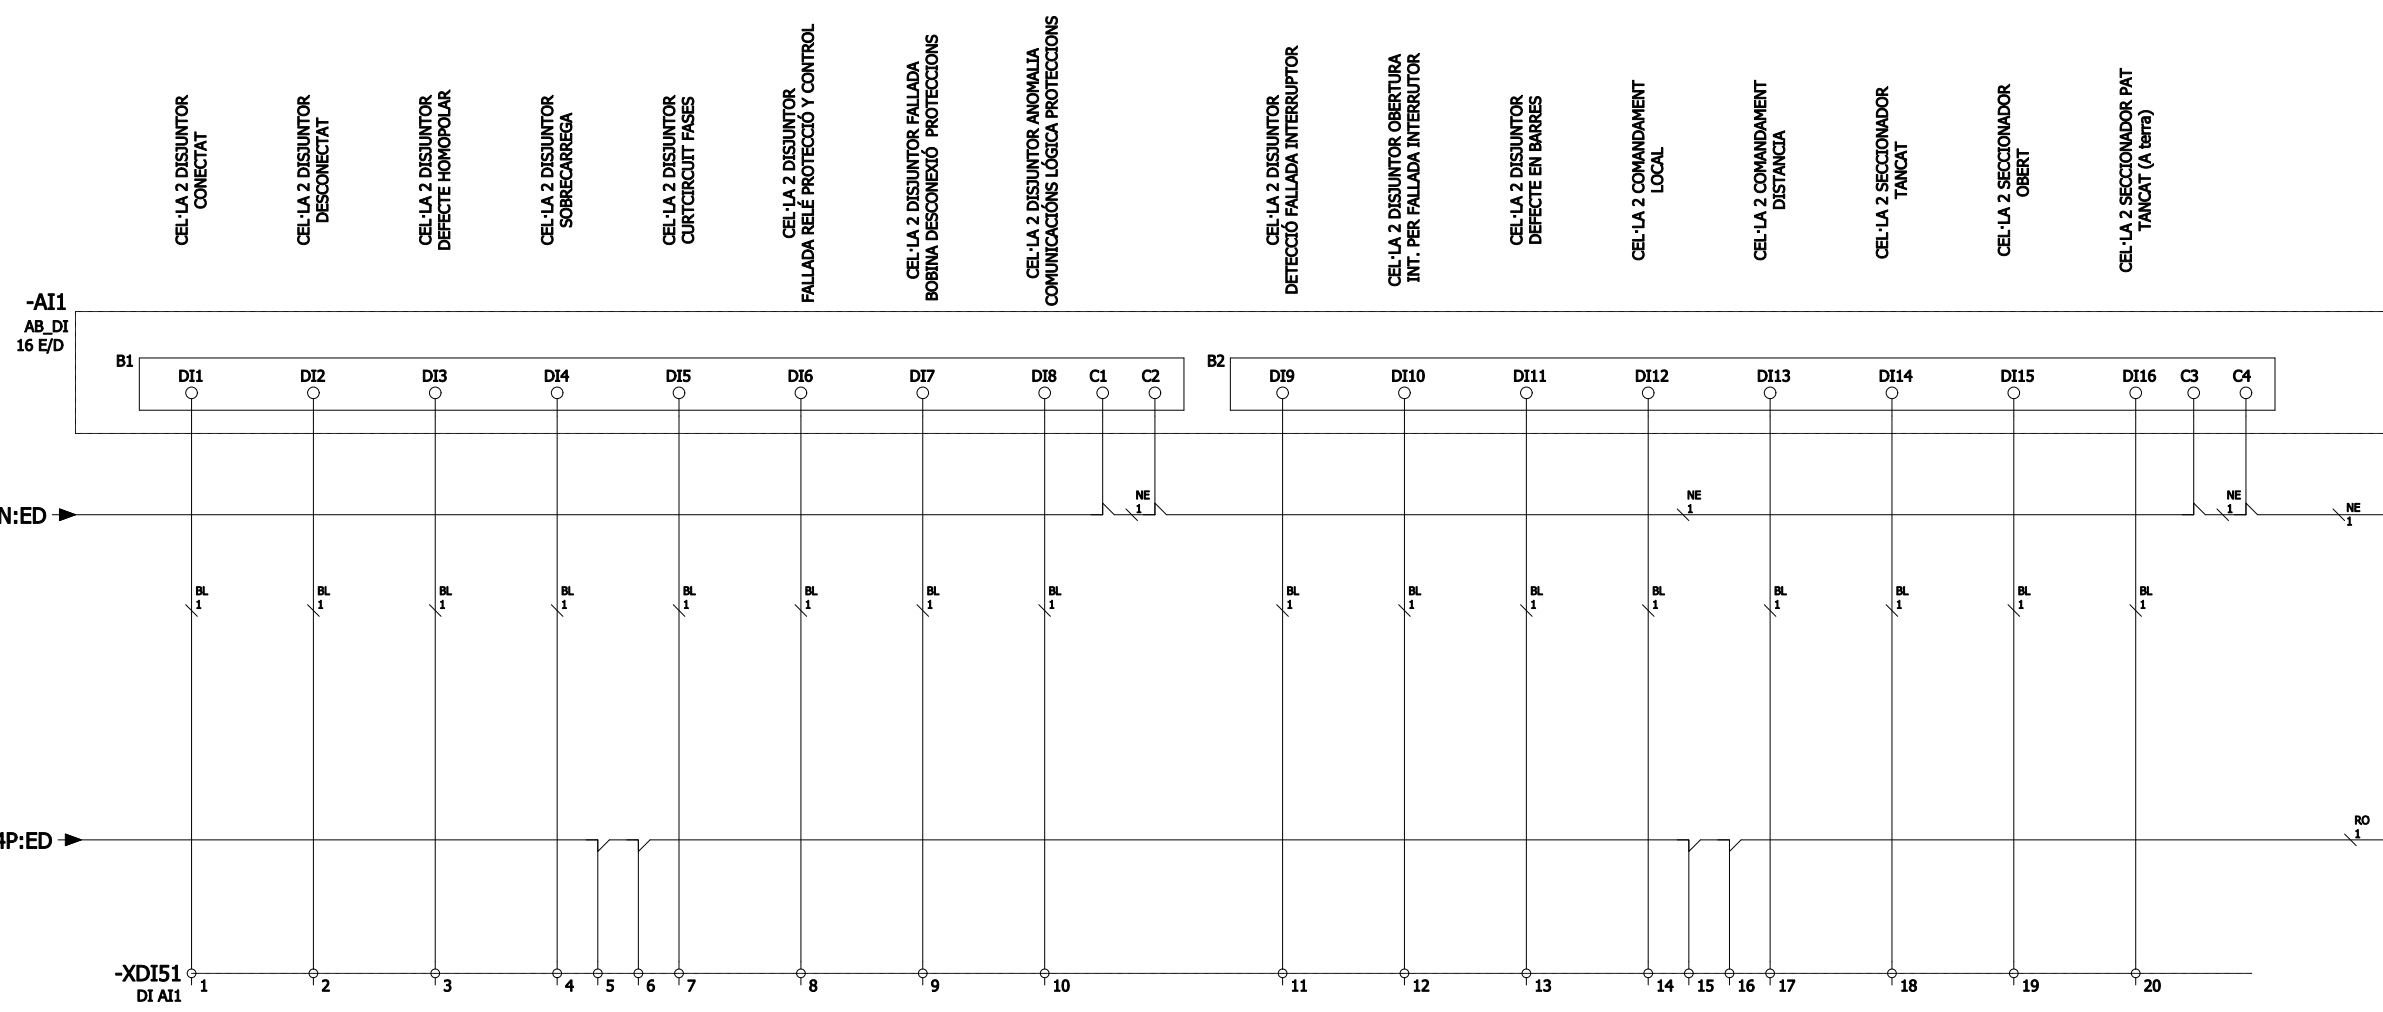 CEL·LA 2 DISJUNTOR
CONECTAT
CEL·LA 2 DISJUNTOR
DESCONECTAT
CEL·LA 2 DISJUNTOR
DEFECTE HOMOPOLAR
CEL·LA 2 DISJUNTOR
SOBRECARREGA
CEL·LA 2 DISJUNTOR
CURTCIRCUIT FASES
CEL·LA 2 DISJUNTOR
FALLADA RELÉ PROTECCIÓ Y CONTROL
CEL·LA 2 DISJUNTOR FALLADA
BOBINA DESCONEXIÓ PROTECCIONS
CEL·LA 2 DISJUNTOR ANOMALIA
COMUNICACIÓNS LÓGICA PROTECCIONS
CEL·LA 2 DISJUNTOR
DETECCIÓ FALLADA INTERRUPTOR
CEL·LA 2 DISJUNTOR OBERTURA
INT. PER FALLADA INTERRUTOR
CEL·LA 2 DISJUNTOR
DEFECTE EN BARRES
CEL·LA 2 COMANDAMENT
LOCAL
CEL·LA 2 COMANDAMENT
DISTANCIA
CEL·LA 2 SECCIONADOR
TANCAT
CEL·LA 2 SECCIONADOR
OBERT
CEL·LA 2 SECCIONADOR PAT
TANCAT (A terra)
-AI1
AB_DI
16 E/D
B1
DI1 DI2 DI3 DI4 DI5 DI6 DI7 DI8 C1 C2
B2
DI9 DI10 DI11 DI12 DI13 DI14 DI15 DI16 C3 C4
N:ED
NE
1
NE
1
NE
1
NE
1
BL
1
BL
1
BL
1
BL
1
BL
1
BL
1
BL
1
BL
1
BL
1
BL
1
BL
1
BL
1
BL
1
BL
1
BL
1
BL
1
4P:ED
RO
1
-XDI51
DI AI1
1 2 3 4 5 6 7 8 9 10 11 12 13 14 15 16 17 18 19 20